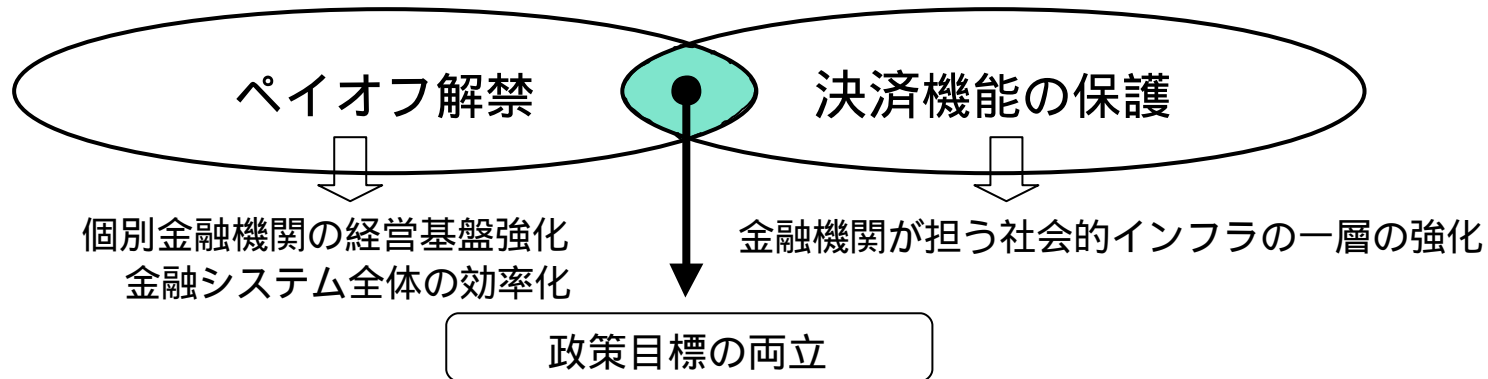 ペイオフ解禁
決済機能の保護
個別金融機関の経営基盤強化
金融システム全体の効率化
金融機関が担う社会的インフラの一層の強化
政策目標の両立